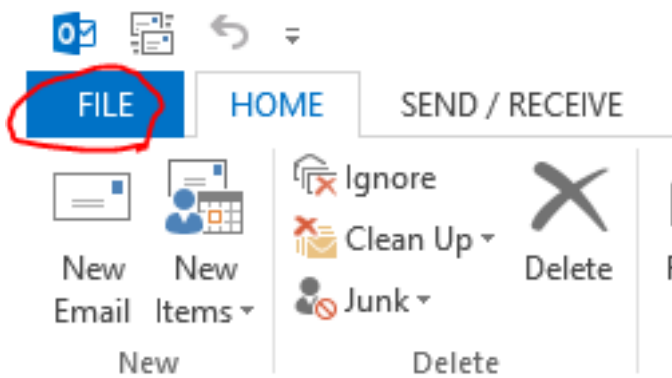 FILE HOME SEND / RECEIVE
Ignore
Clean Up
Junk
New Email
New Items
Delete
New
Delete